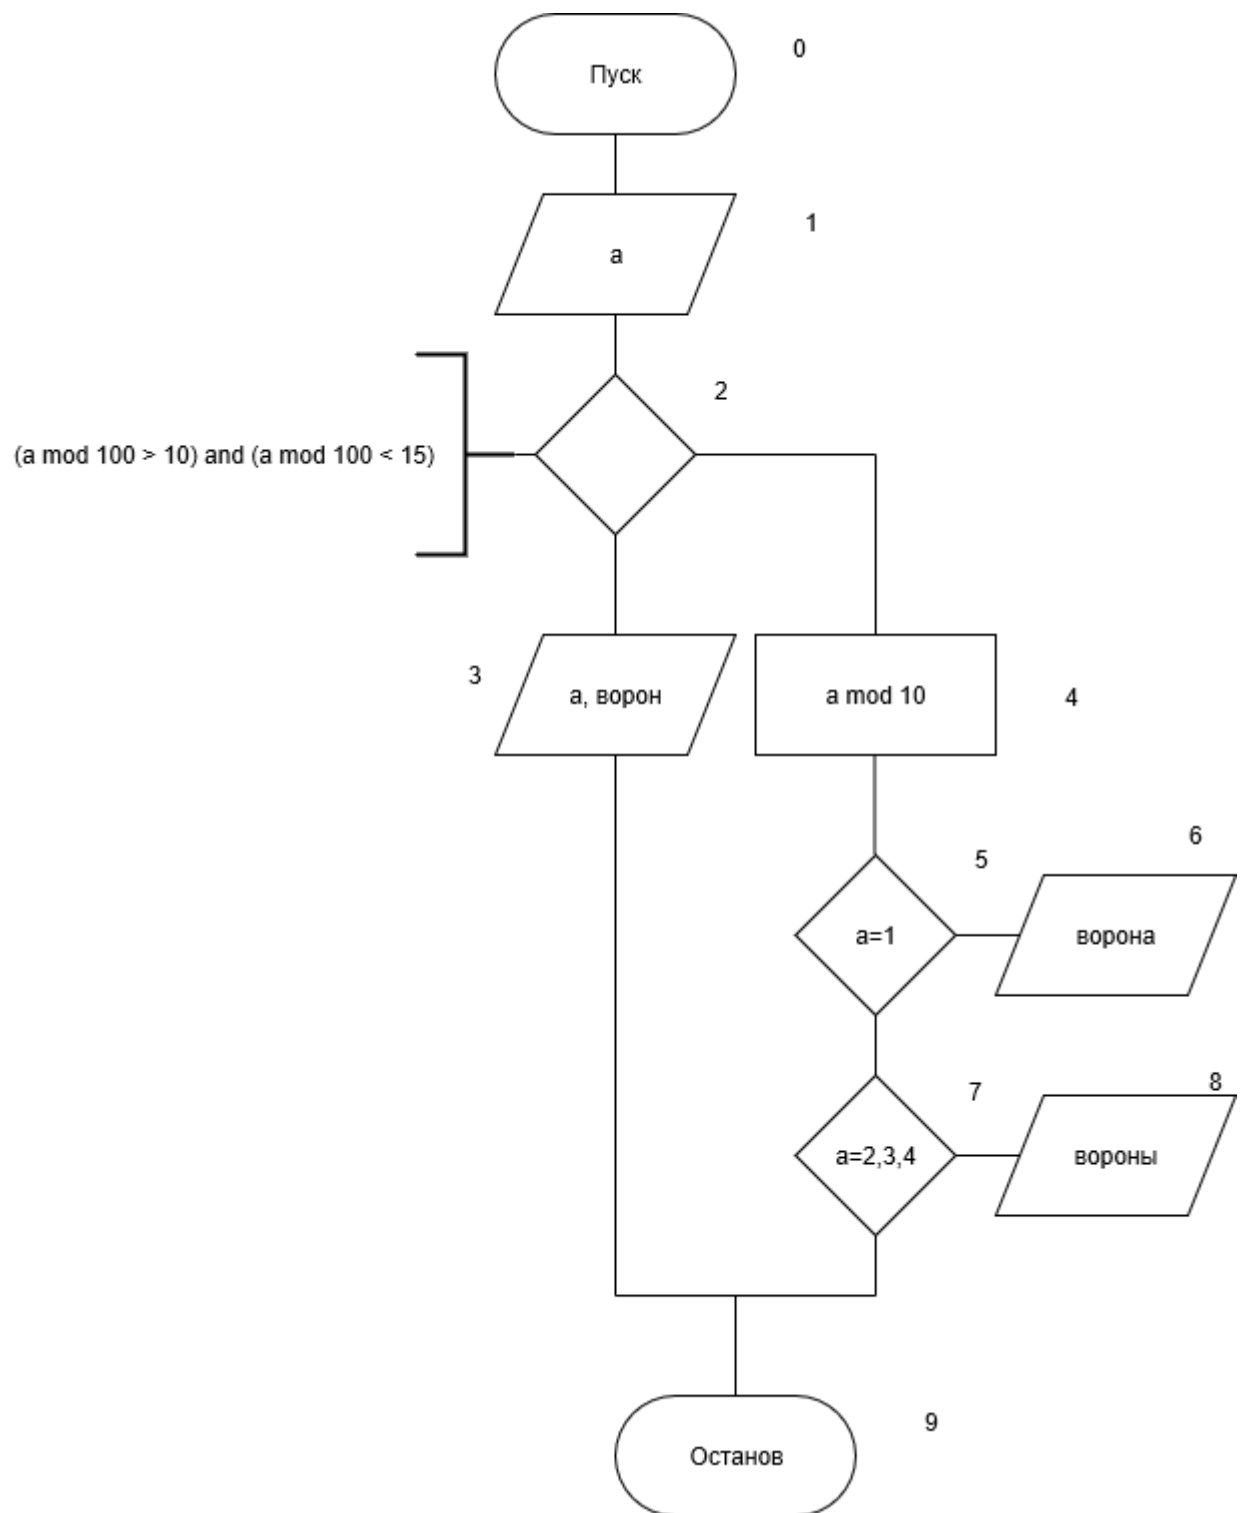 Пуск
0
a
1
2
(a mod 100 > 10) and (a mod 100 < 15)
3
a, ворон
a mod 10
4
5
6
a=1
ворона
7
8
a=2,3,4
вороны
9
Останов